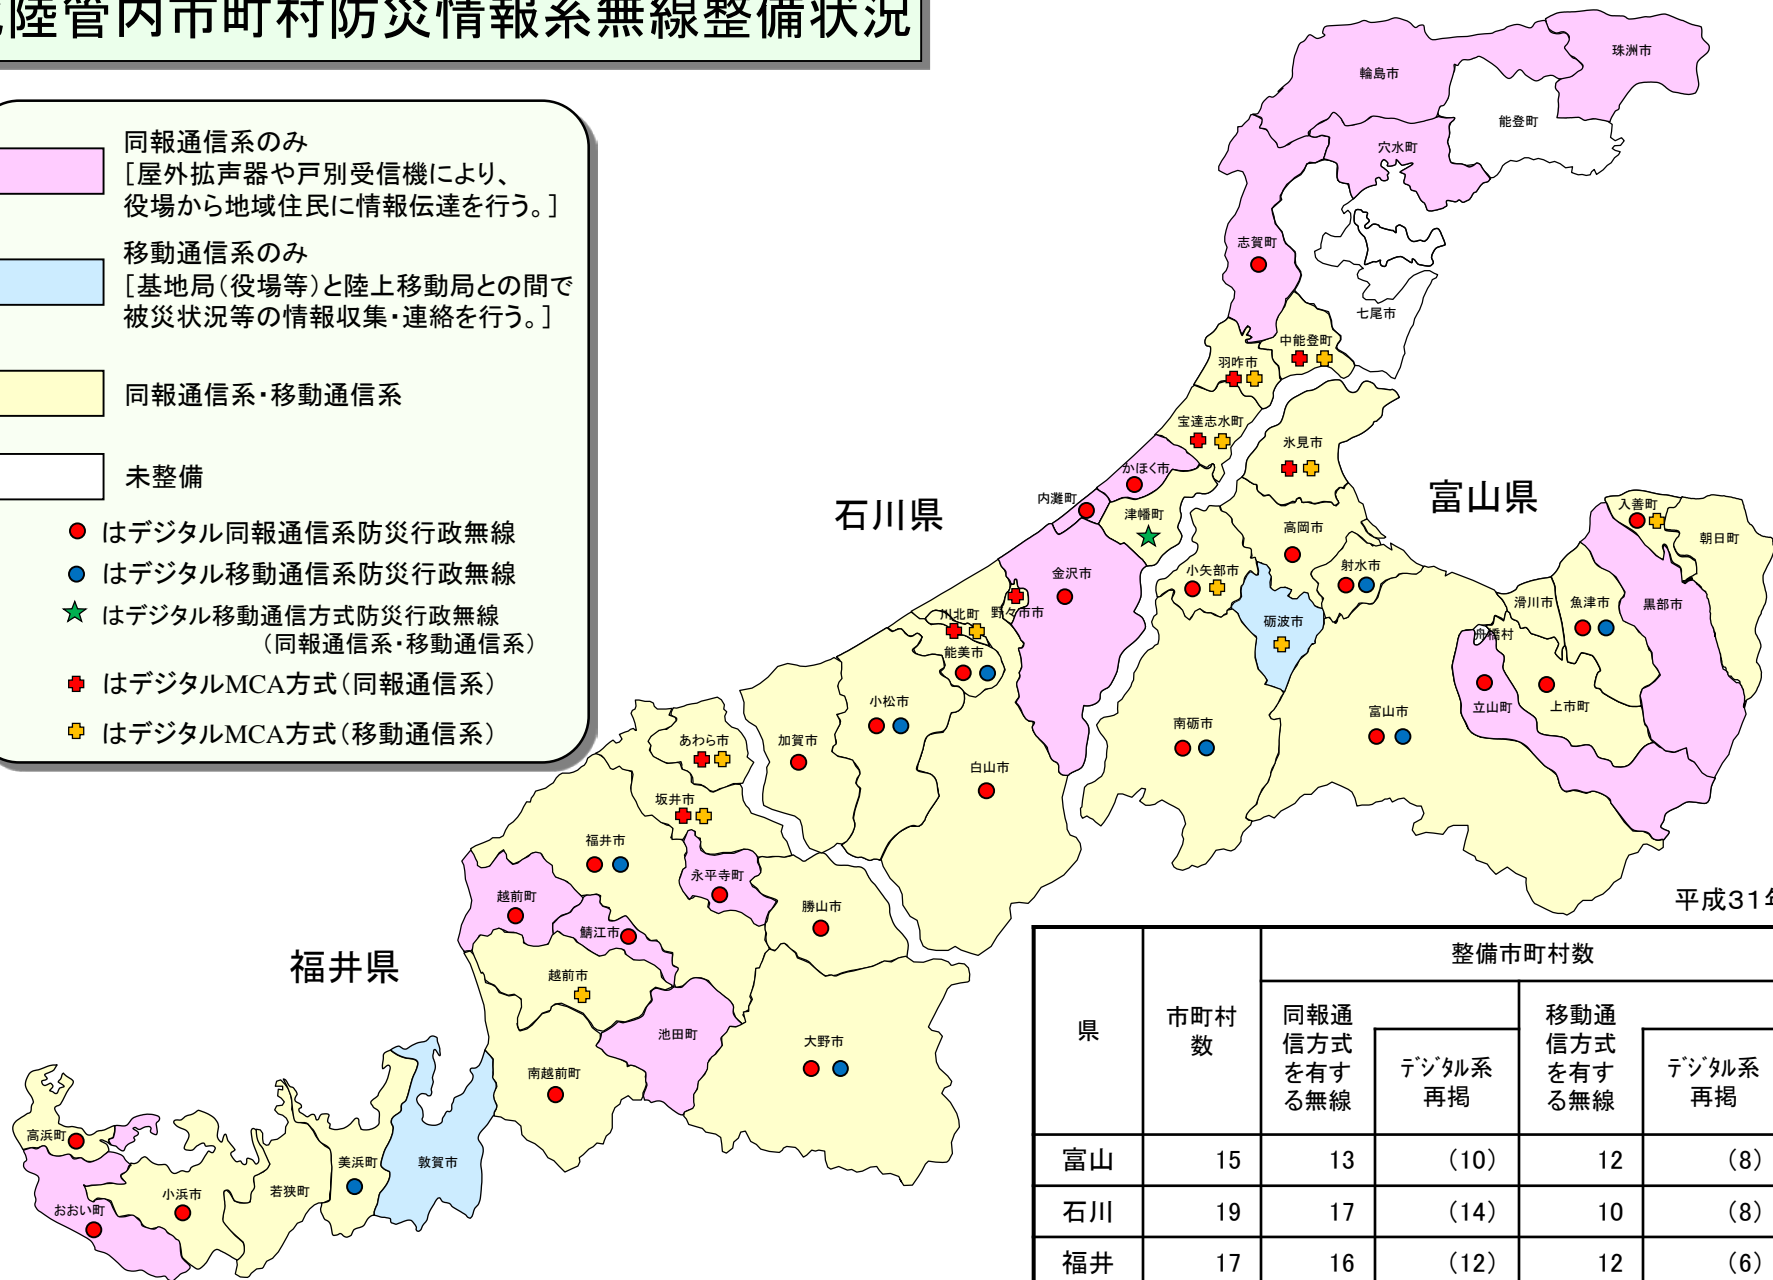 陸管内市町村防災情報系無線整備状況
同報通信系のみ
[屋外拡声器や戸別受信機により、
役場から地域住民に情報伝達を行う。]
移動通信系のみ
[基地局(役場等)と陸上移動局との間で
被災状況等の情報収集・連絡を行う。]
同報通信系・移動通信系
未整備
はデジタル同報通信系防災行政無線
はデジタル移動通信系防災行政無線
はデジタル移動通信方式防災行政無線
(同報通信系・移動通信系)
はデジタルMCA方式(同報通信系)
はデジタルMCA方式(移動通信系)
石川県
富山県
福井県
珠洲市
輪島市
能登町
穴水町
志賀町
七尾市
中能登町
羽咋市
宝達志水町
かほく市
内灘町
津幡町
金沢市
野々市市
川北町
能美市
小松市
加賀市
白山市
氷見市
高岡市
射水市
小矢部市
砺波市
南砺市
富山市
入善町
朝日町
黒部市
魚津市
滑川市
舟橋村
立山町
上市町
あわら市
坂井市
福井市
永平寺町
越前町
鯖江市
勝山市
越前市
池田町
大野市
南越前町
敦賀市
美浜町
若狭町
小浜市
高浜町
おおい町
平成31年
県
市町村
数
整備市町村数
同報通
信方式
を有す
る無線
デジタル系
再掲
移動通
信方式
を有す
る無線
デジタル系
再掲
富山 15 13 (10) 12 (8)
石川 19 17 (14) 10 (8)
福井 17 16 (12) 12 (6)